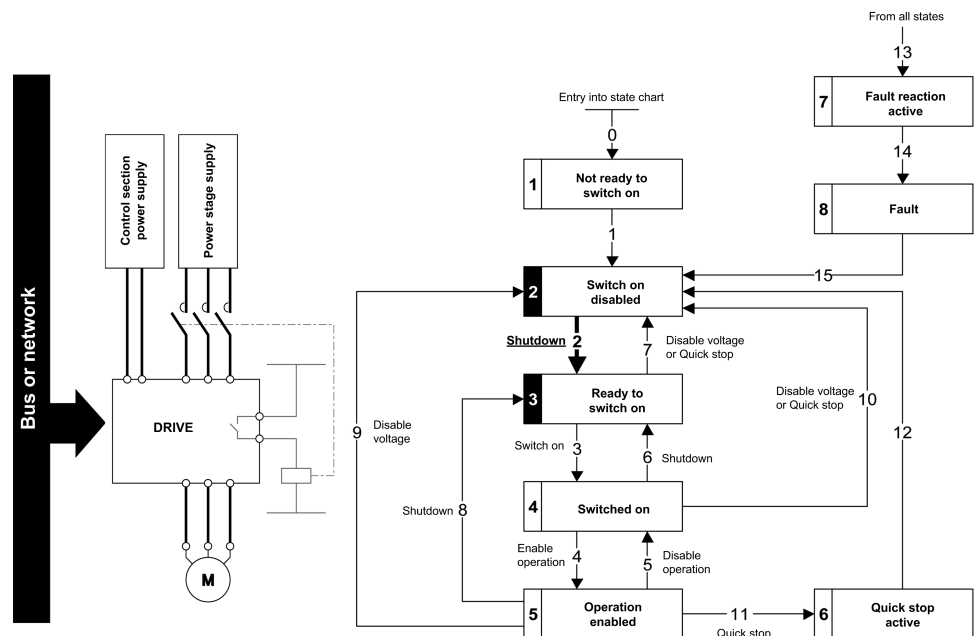 From all states
13
7
Fault reaction
active
14
8
Fault
15
Entry into state chart
0
1
Not ready to
switch on
1
2
Switch on
disabled
Shutdown 2
7
Disable voltage
or Quick stop
3
Ready to
switch on
Switch on 3
6 Shutdown
4
Switched on
Enable
operation
4
5
Disable
operation
5
Operation
enabled
11
Quick stop
6
Quick stop
active
Disable voltage
or Quick stop
10
12
9
Disable
voltage
Shutdown 8
Bus or network
Control section
power supply
Power stage supply
DRIVE
M